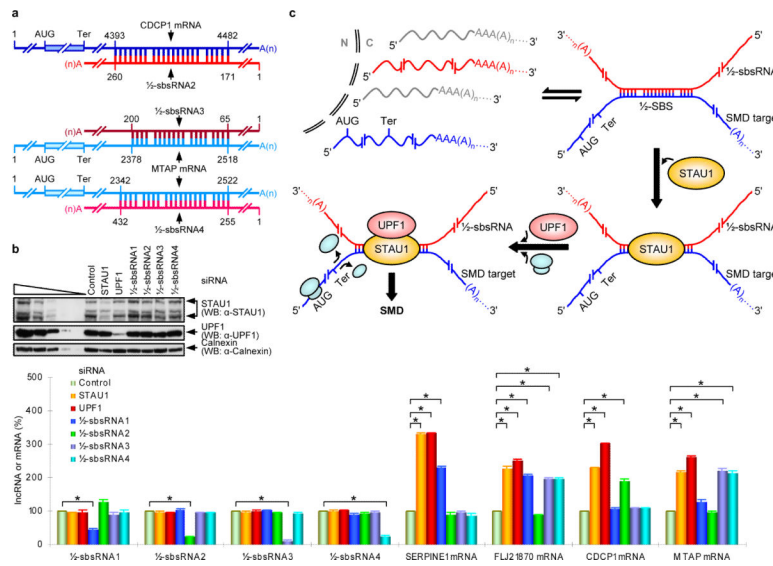 a
CDCP1 mRNA
1 AUG Ter 4393 4482
A(n)
(n)A
260 171 1
½-sbsRNA2
½-sbsRNA3
200 65 1
(n)A
A(n)
1 AUG Ter 2378 2518
MTAP mRNA
1 AUG Ter 2342 2522
A(n)
(n)A
432 255 1
½-sbsRNA4
b
Control
STAU1
UPF1
½-sbsRNA1
½-sbsRNA2
½-sbsRNA3
½-sbsRNA4
siRNA
STAU1
(WB: α-STAU1)
UPF1
(WB: α-UPF1)
Calnexin
(WB: α-Calnexin)
c
N C
5' AAA(A)n 3'
5' AAA(A)n 3'
5' AAA(A)n 3'
AUG Ter
5' AAA(A)n 3'
3' n(A) 5'
½-sbsRNA
½-SBS
SMD target
5' AUG Ter (A)n 3'
STAU1
3' n(A) 5'
½-sbsRNA
STAU1
SMD target
5' AUG Ter (A)n 3'
UPF1
3' n(A) 5'
UPF1
½-sbsRNA
STAU1
SMD target
5' AUG Ter (A)n 3'
SMD
siRNA
Control
STAU1
UPF1
½-sbsRNA1
½-sbsRNA2
½-sbsRNA3
½-sbsRNA4
lncRNA or mRNA (%)
500
400
300
200
100
0
* * * * * * * * * * * * * * *
½-sbsRNA1 ½-sbsRNA2 ½-sbsRNA3 ½-sbsRNA4 SERPINE1 mRNA FLJ21870 mRNA CDCP1 mRNA MTAP mRNA